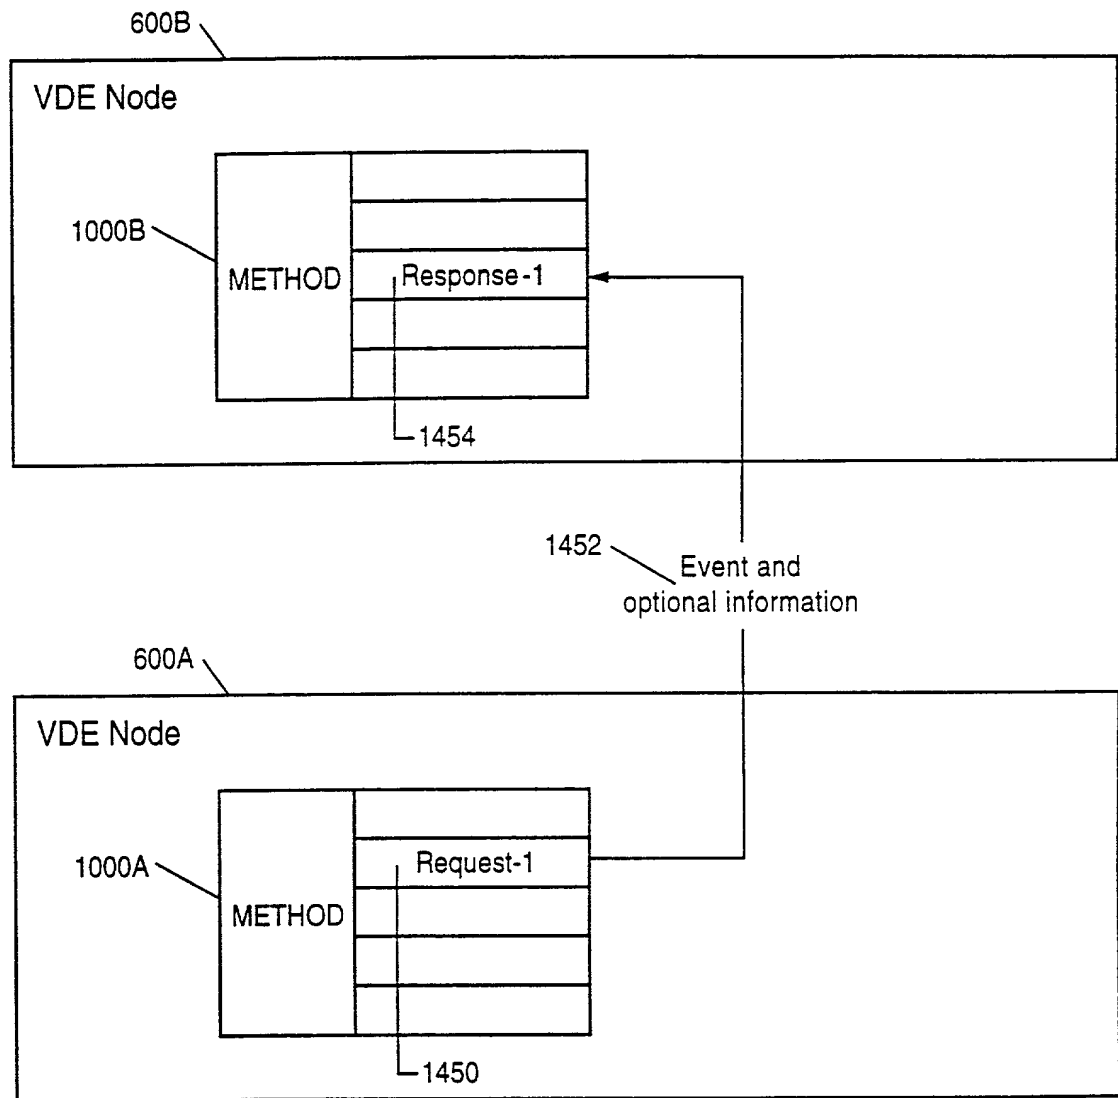 600B
VDE Node
1000B
METHOD
Response-1
1454
1452
Event and
optional information
600A
VDE Node
1000A
METHOD
Request-1
1450